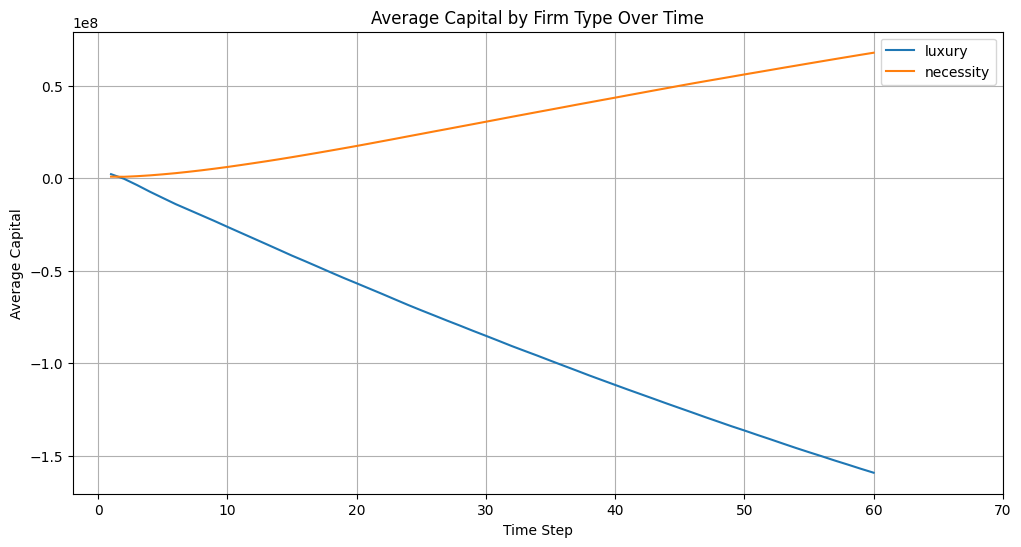 Average Capital by Firm Type Over Time
1e8
luxury
necessity
0.5
0.0
−0.5
−1.0
−1.5
Average Capital
0 10 20 30 40 50 60 70
Time Step